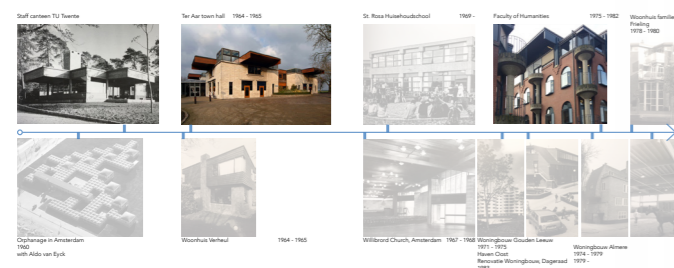 Staff canteen TU Twente
Ter Aar town hall 1964 - 1965
St. Rosa Huisehoudschool 1969 -
Faculty of Humanities 1975 - 1982
Woonhuis familie
Frieling
1978 - 1980
Orphanage in Amsterdam
1960
with Aldo van Eyck
Woonhuis Verheul 1964 - 1965
Willibrord Church, Amsterdam 1967 - 1968
Woningbouw Gouden Leeuw
1971 - 1975
Haven Oost
Renovatie Woningbouw, Dageraad
Woningbouw Almere
1974 - 1979
1979 -